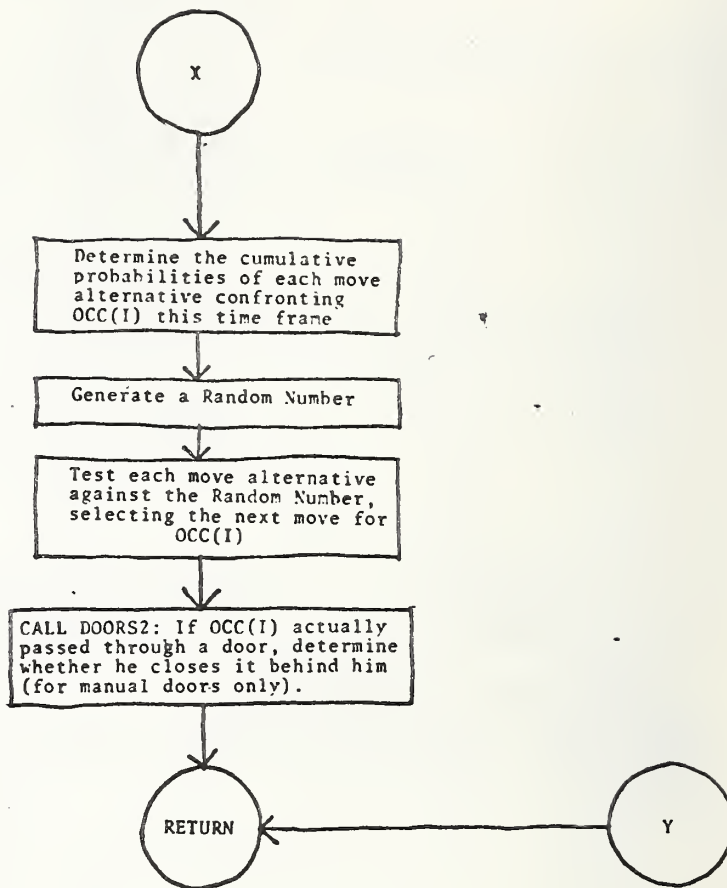 X
Determine the cumulative
probabilities of each move
alternative confronting
OCC(I) this time frame
Generate a Random Number
Test each move alternative
against the Random Number,
selecting the next move for
OCC(I)
CALL DOORS2: If OCC(I) actually
passed through a door, determine
whether he closes it behind him
(for manual doors only).
RETURN
Y